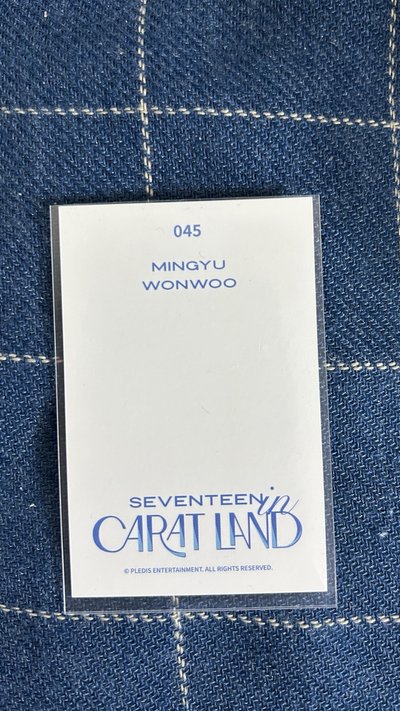 045
MINGYU
WONWOO
SEVENTEEN in
CARAT LAND
© PLEDIS ENTERTAINMENT. ALL RIGHTS RESERVED.